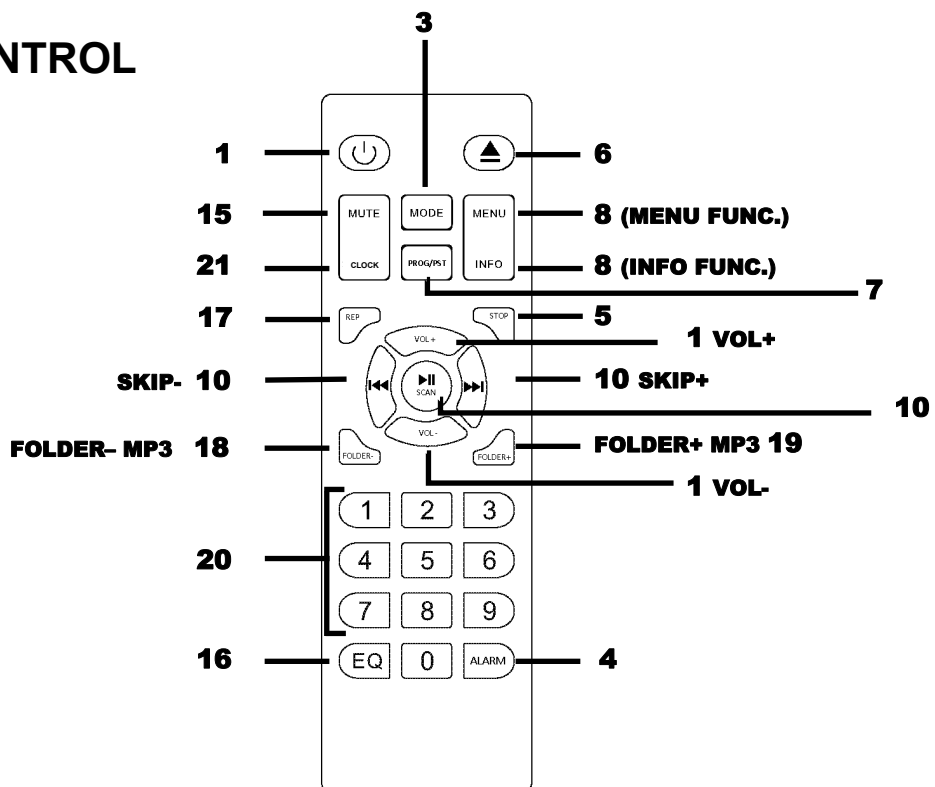 3
NTROL
1 6
MUTE MODE MENU
15 8 (MENU FUNC.)
21 CLOCK PROG/PST INFO 8 (INFO FUNC.)
7
17 REP STOP 5
VOL+ 1 VOL+
SKIP- 10 SCAN 10 SKIP+
10
VOL-
FOLDER– MP3 18 FOLDER- FOLDER+ FOLDER+ MP3 19
1 VOL-
1 2 3
20 4 5 6
7 8 9
16 EQ 0 ALARM 4